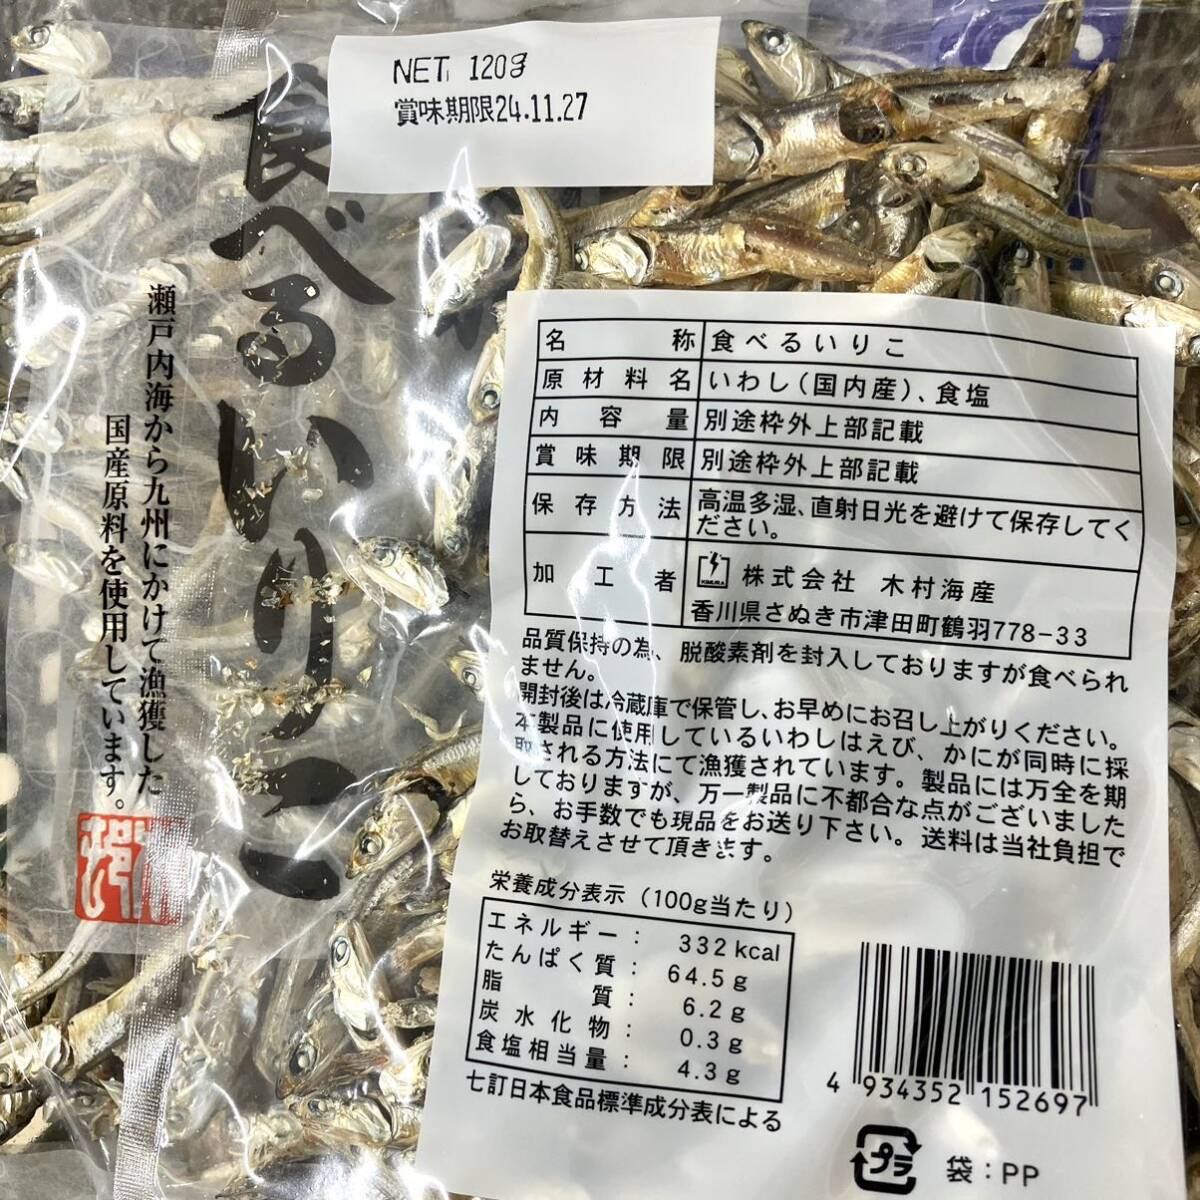 NET 120g
賞味期限24.11.27
食べるいりこ
瀬戸内海から九州にかけて漁獲した
国産原料を使用しています。
名称 食べるいりこ
原材料名 いわし(国内産)、食塩
内容量 別途枠外上部記載
賞味期限 別途枠外上部記載
保存方法 高温多湿、直射日光を避けて保存してく
ださい。
加工者 KIMURA 株式会社 木村海産
香川県さぬき市津田町鶴羽778-33
品質保持の為、脱酸素剤を封入しておりますが食べられ
ません。
開封後は冷蔵庫で保管し、お早めにお召し上がりください。
本製品に使用しているいわしはえび、かにが同時に採
取される方法にて漁獲されています。製品には万全を期
しておりますが、万一製品に不都合な点がございました
ら、お手数でも現品をお送り下さい。送料は当社負担で
お取替えさせて頂きます。
栄養成分表示(100g当たり)
エネルギー: 332kcal
たんぱく質: 64.5g
脂質: 6.2g
炭水化物: 0.3g
食塩相当量: 4.3g
七訂日本食品標準成分表による
4 934352 152697
プラ
袋:PP